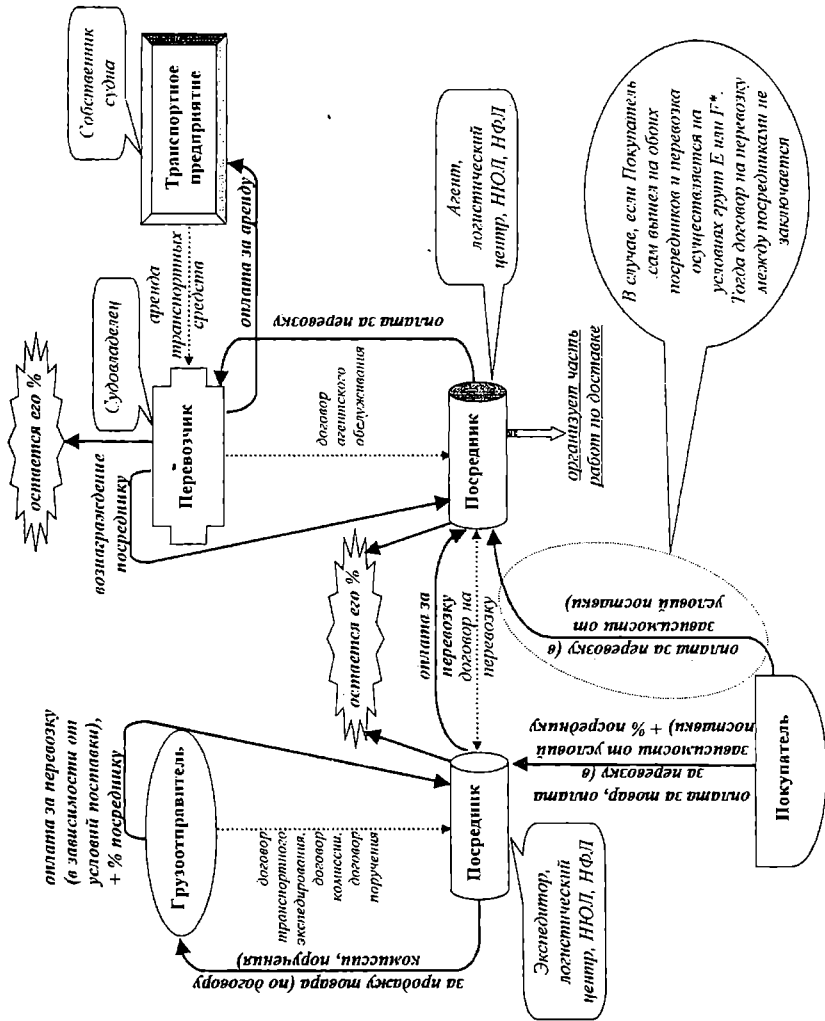 оплата за перевозку
(в зависимости от
условий поставки),
+ % посреднику
Грузоотправитель
договор
транспортного
экспедирования,
договор
комиссии,
договор
поручения
за продажу товара (по договору
комиссии, поручения)
Посредник
Экспедитор,
логистический
центр, НЮЛ, НФЛ
остается его %
вознаграждение
посреднику
остается его %
Перевозчик
Судовладелец
аренда
транспортных
средств
оплата за аренду
Собственник
судна
Транспортное
предприятие
договор
агентского
обслуживания
оплата за перевозку
оплата за
перевозку
договор на
перевозку
Посредник
Агент,
логистический
центр, НЮЛ, НФЛ
организует часть
работ по доставке
оплата за товар, оплата
за перевозку (в
зависимости от условий
поставки) + % посреднику
оплата за перевозку (в
зависимости от
условий поставки)
Покупатель
В случае, если Покупатель
сам вышел на обоих
посредников и перевозка
осуществляется на
условиях групп Е или F*.
Тогда договор на перевозку
между посредниками не
заключается